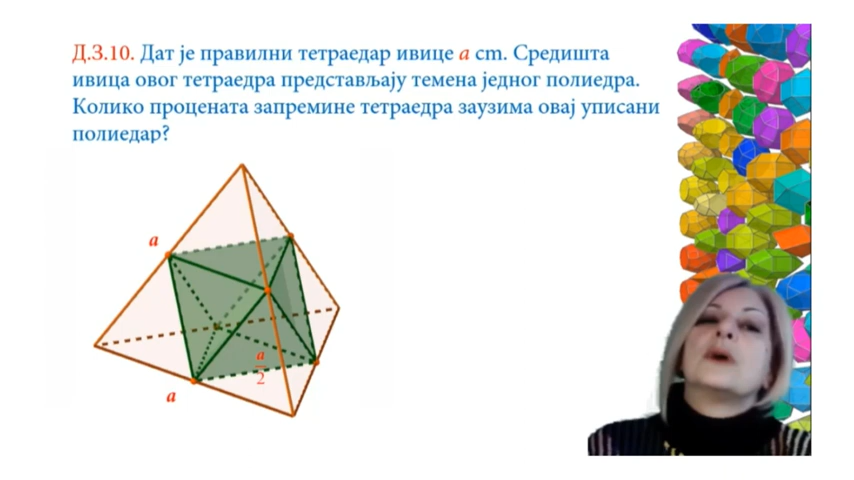 Д.З.10. Дат је правилни тетраедар ивице a cm. Средишта
ивица овог тетраедра представљају темена једног полиедра.
Колико процената запремине тетраедра заузима овај уписани
полиедар?
a
a
2
a